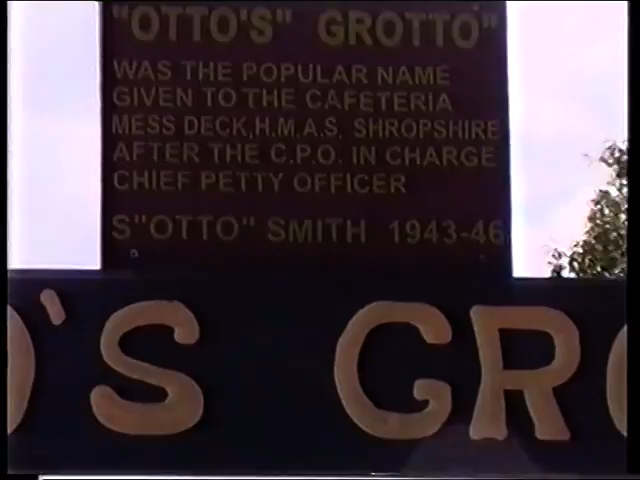 "OTTO'S" GROTTO"
WAS THE POPULAR NAME
GIVEN TO THE CAFETERIA
MESS DECK,H.M.A.S. SHROPSHIRE
AFTER THE C.P.O. IN CHARGE
CHIEF PETTY OFFICER
S"OTTO" SMITH 1943-46
O'S GRO